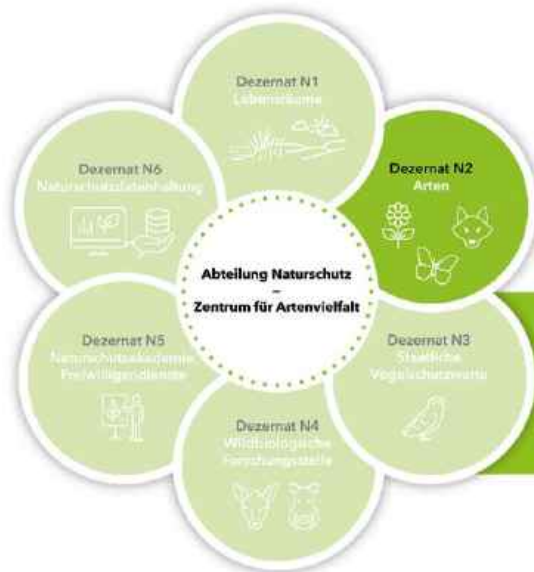 Dezernat N1
Lebensräume
Dezernat N2
Arten
Dezernat N3
Staatliche
Vogelschutzwarte
Dezernat N4
Wildbiologische
Forschungsstelle
Dezernat N5
Naturschutzakademie
Freiwilligendienste
Dezernat N6
Naturschutzdatenhaltung
Abteilung Naturschutz
–
Zentrum für Artenvielfalt